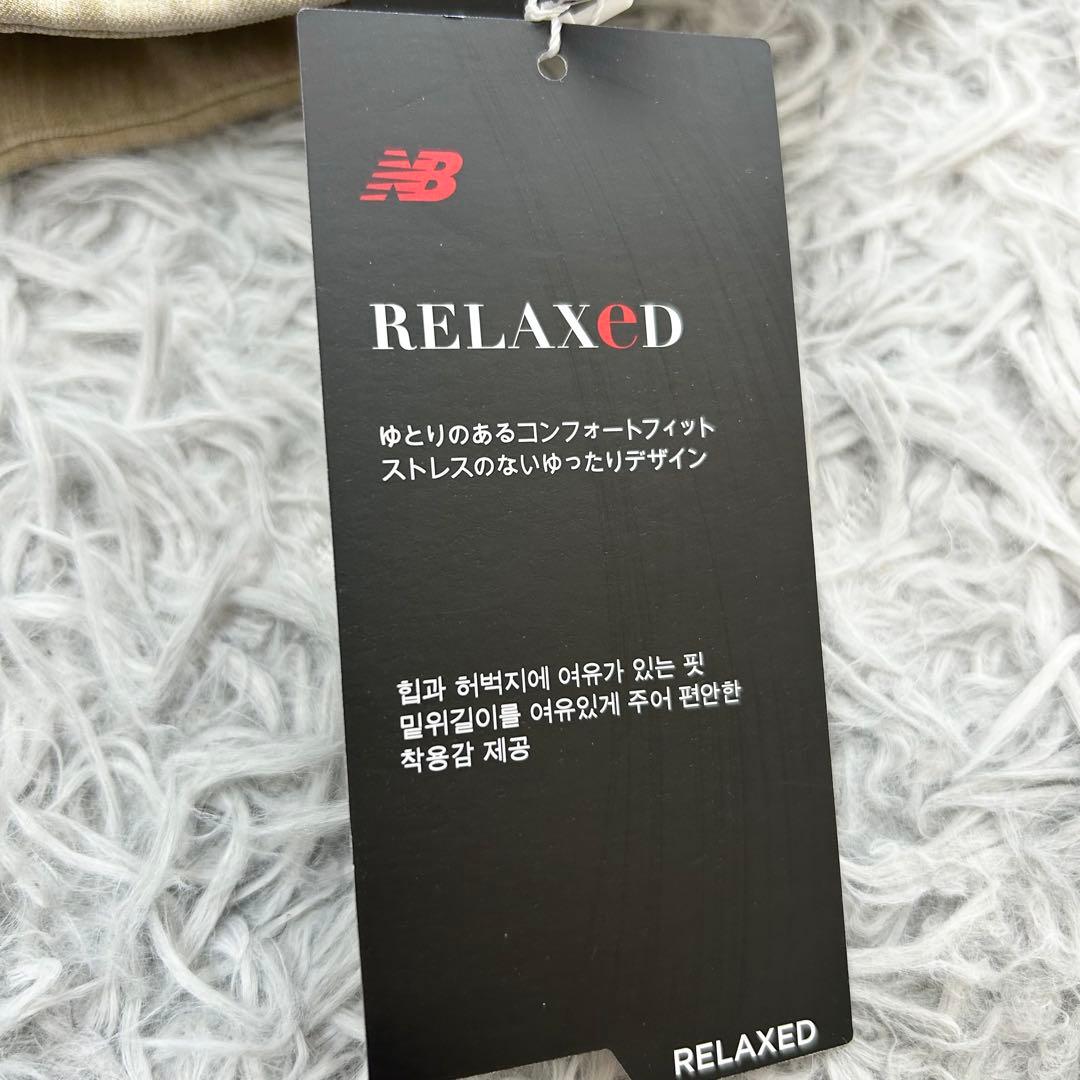 NB
RELAXeD
ゆとりのあるコンフォートフィット
ストレスのないゆったりデザイン
힙과 허벅지에 여유가 있는 핏
밑위길이를 여유있게 주어 편안한
착용감 제공
RELAXED